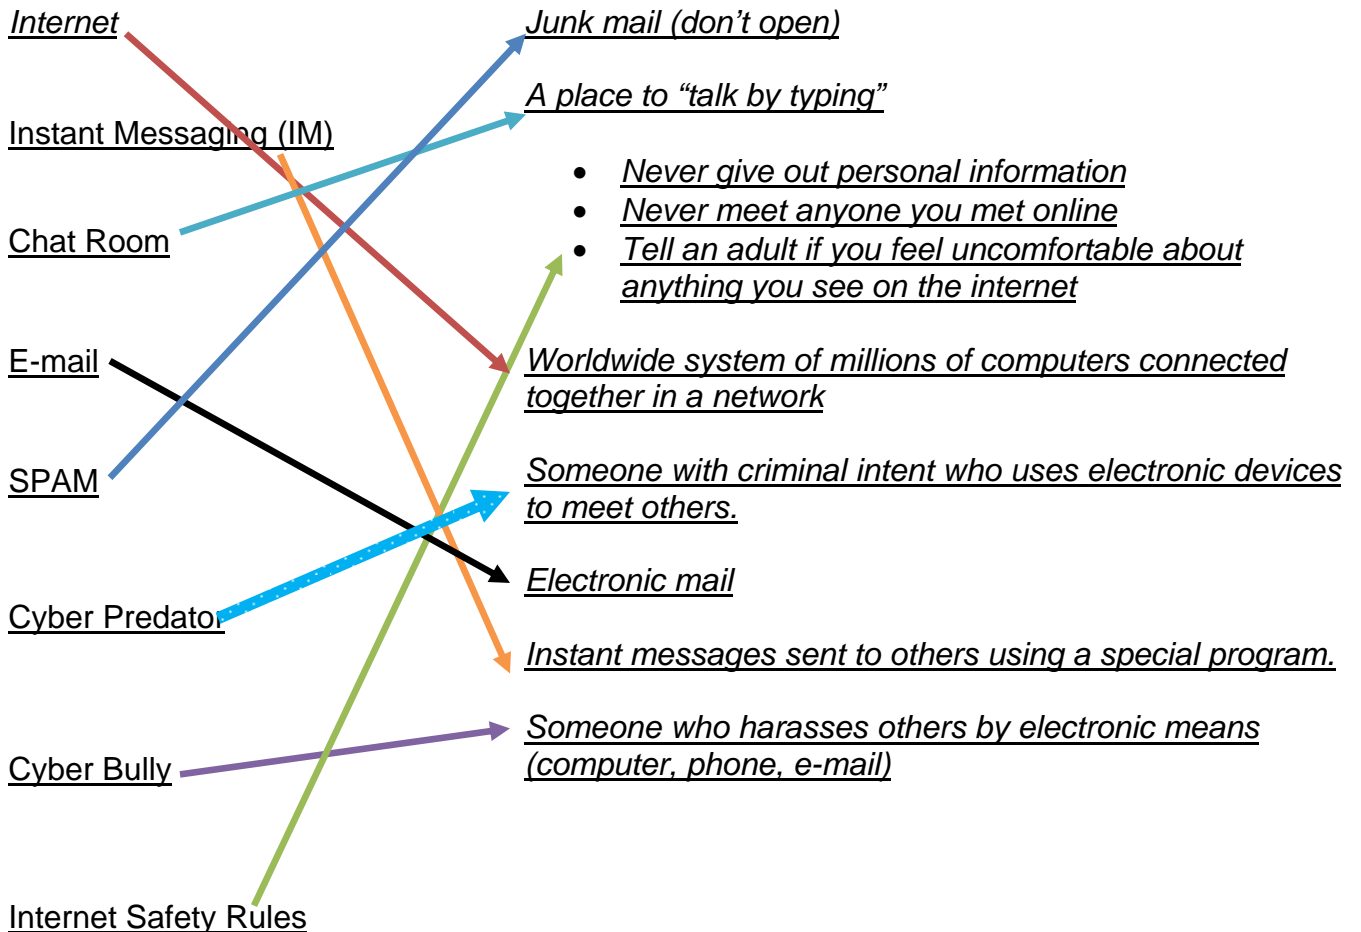 Internet
Junk mail (don’t open)
A place to “talk by typing”
Instant Messaging (IM)
• Never give out personal information
• Never meet anyone you met online
Chat Room
• Tell an adult if you feel uncomfortable about
anything you see on the internet
E-mail
Worldwide system of millions of computers connected
together in a network
SPAM
Someone with criminal intent who uses electronic devices
to meet others.
Electronic mail
Cyber Predator
Instant messages sent to others using a special program.
Someone who harasses others by electronic means
Cyber Bully
(computer, phone, e-mail)
Internet Safety Rules